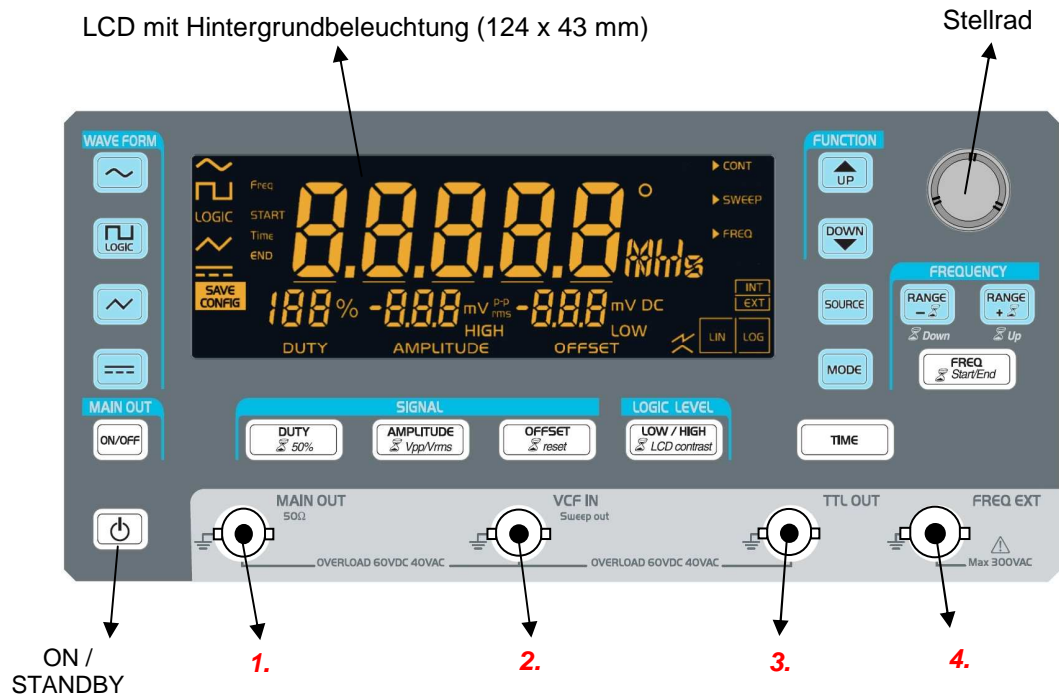 LCD mit Hintergrundbeleuchtung (124 x 43 mm)
Stellrad
WAVE FORM
FUNCTION
LOGIC
Freq
START
Time
END
LOGIC
SAVE
CONFIG
8.8.8.8.8
°
MHs
CONT
SWEEP
FREQ
INT
EXT
188 %
-8.8.8 mV p-p
rms
HIGH
-8.8.8 mV DC
LOW
LIN
LOG
DUTY
AMPLITUDE
OFFSET
UP
DOWN
SOURCE
MODE
FREQUENCY
RANGE
-
RANGE
+
Down
Up
FREQ
Start/End
MAIN OUT
ON/OFF
SIGNAL
DUTY
50%
AMPLITUDE
Vpp/Vrms
OFFSET
reset
LOGIC LEVEL
LOW / HIGH
LCD contrast
TIME
MAIN OUT
50Ω
VCF IN
Sweep out
TTL OUT
FREQ EXT
OVERLOAD 60VDC 40VAC
OVERLOAD 60VDC 40VAC
Max 300VAC
ON /
STANDBY
1.
2.
3.
4.